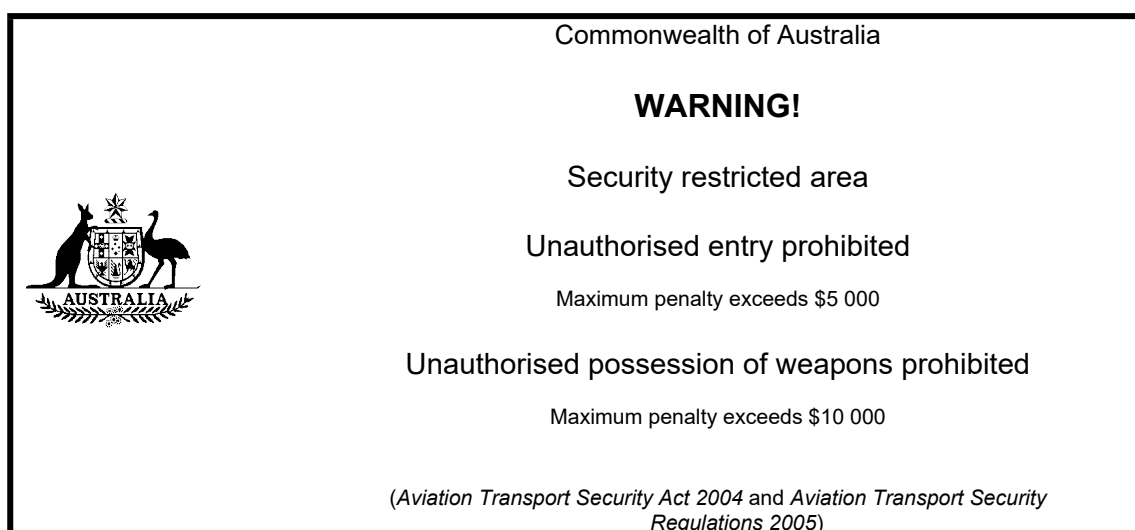 Commonwealth of Australia
WARNING!
Security restricted area
Unauthorised entry prohibited
Maximum penalty exceeds $5 000
AUSTRALIA
Unauthorised possession of weapons prohibited
Maximum penalty exceeds $10 000
(Aviation Transport Security Act 2004 and Aviation Transport Security
Regulations 2005)